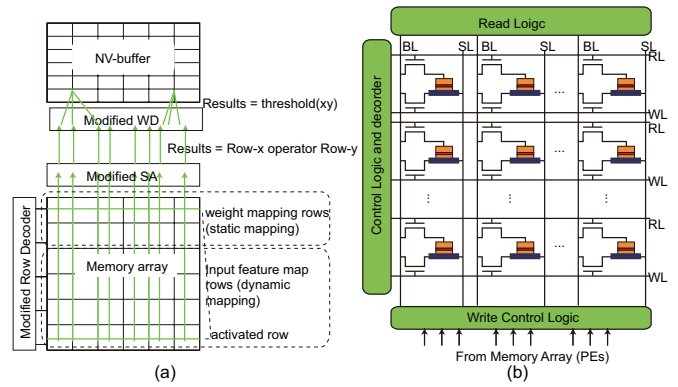 NV-buffer
Results = threshold(xy)
Modified WD
Results = Row-x operator Row-y
Modified SA
Modified Row Decoder
weight mapping rows
(static mapping)
Memory array
Input feature map
rows (dynamic
mapping)
activated row
(a)
Read Loigc
Control Logic and decorder
BL SL BL SL BL SL
RL
...
WL
RL
...
WL
... ... ...
RL
...
WL
Write Control Logic
From Memory Array (PEs)
(b)